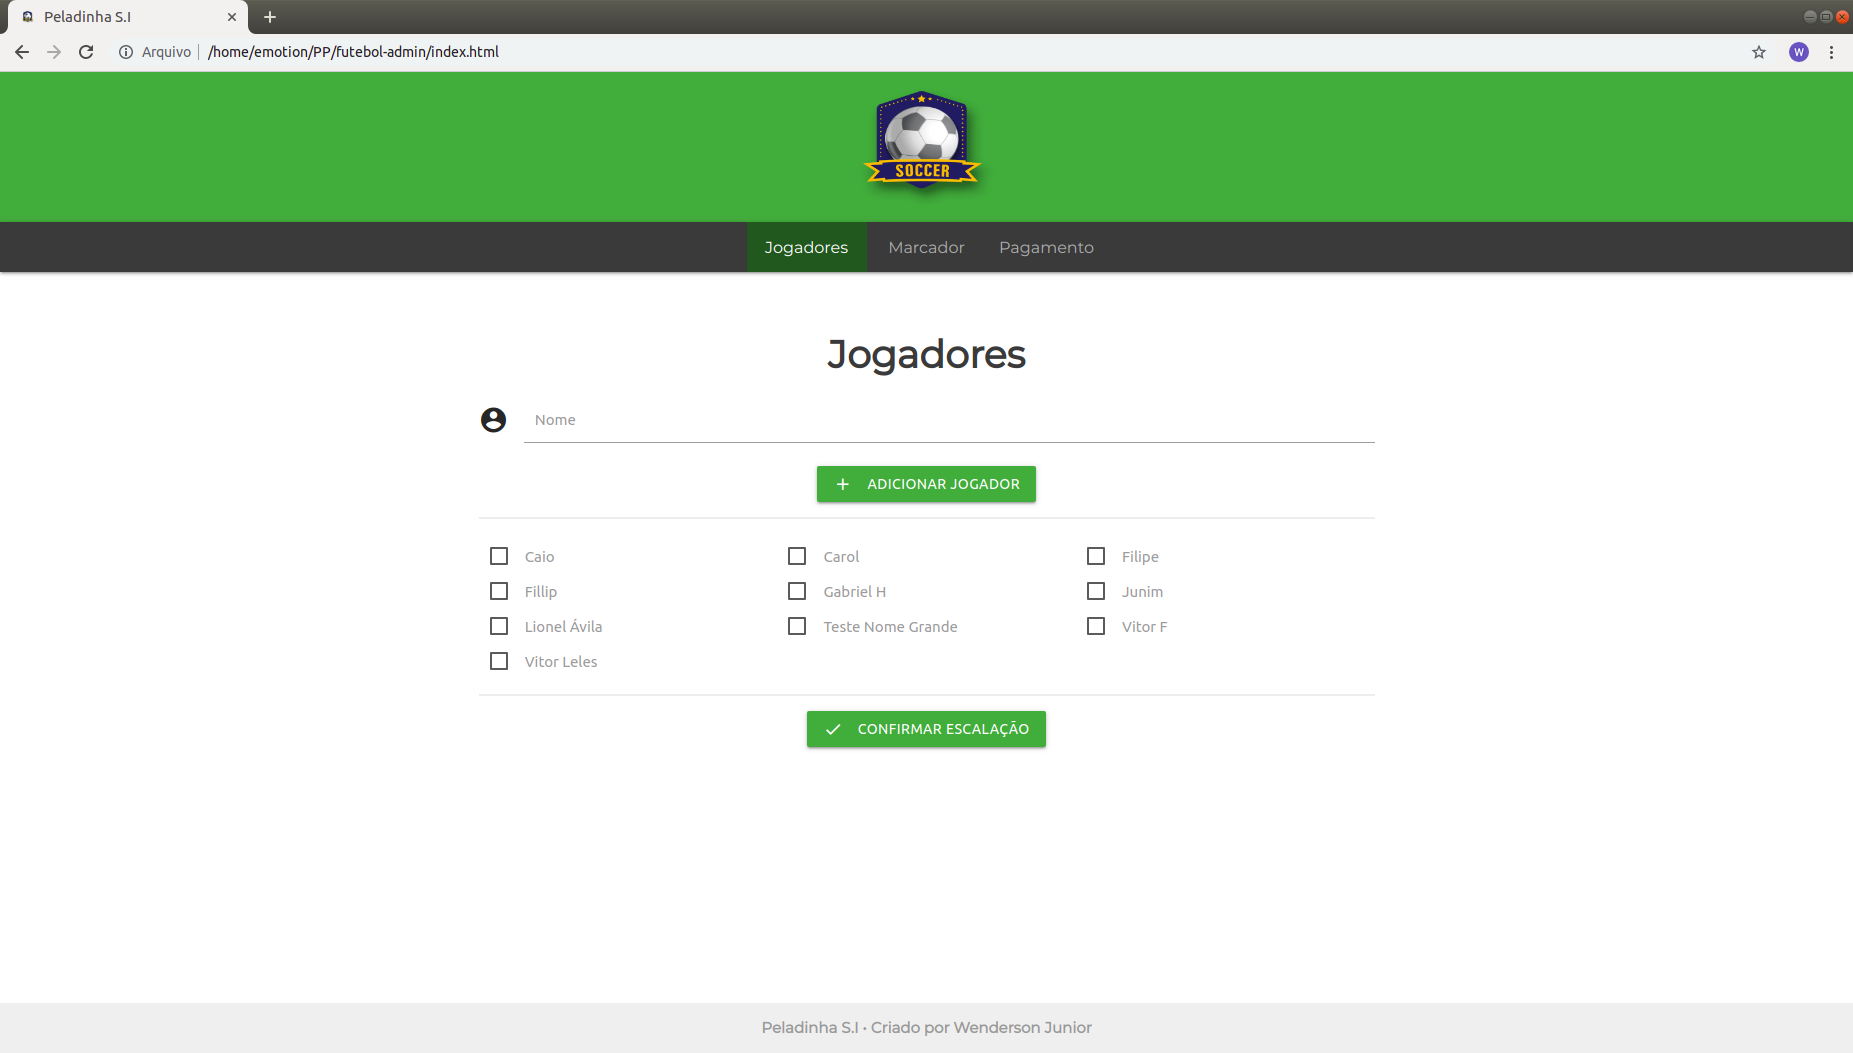 Peladinha S.I
Arquivo | /home/emotion/PP/futebol-admin/index.html
W
SOCCER
Jogadores Marcador Pagamento
Jogadores
Nome
ADICIONAR JOGADOR
Caio Carol Filipe
Fillip Gabriel H Junim
Lionel Ávila Teste Nome Grande Vitor F
Vitor Leles
CONFIRMAR ESCALAÇÃO
Peladinha S.I • Criado por Wenderson Junior